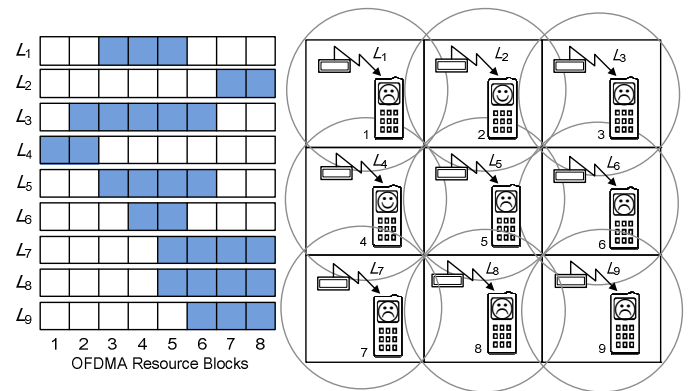 L1
L2
L3
L4
L5
L6
L7
L8
L9
1 2 3 4 5 6 7 8
OFDMA Resource Blocks
L1 L2 L3
1 2 3
L4 L5 L6
4 5 6
L7 L8 L9
7 8 9